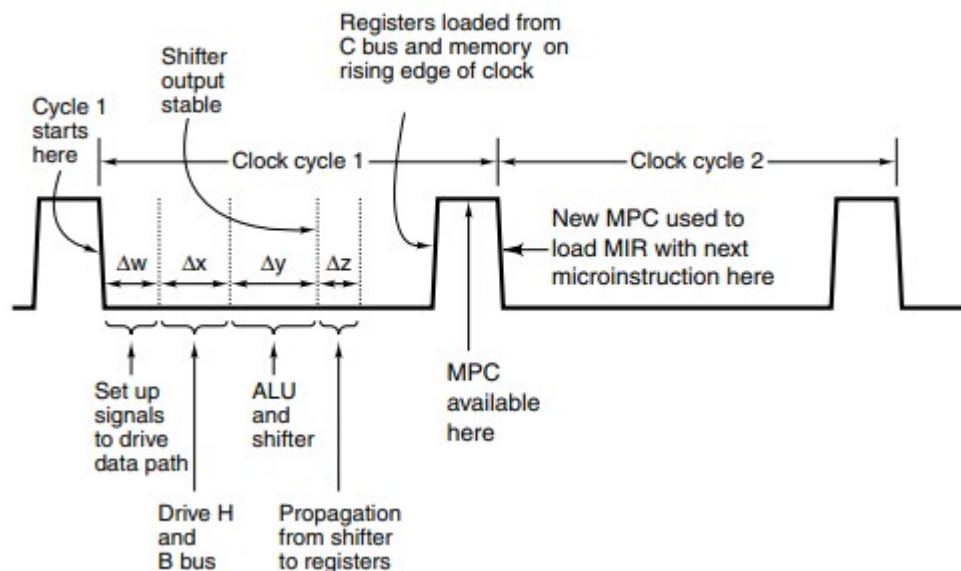 Registers loaded from
C bus and memory on
rising edge of clock
Shifter
output
stable
Cycle 1
starts
here
Clock cycle 1
Clock cycle 2
New MPC used to
load MIR with next
microinstruction here
Δw
Δx
Δy
Δz
Set up
signals
to drive
data path
ALU
and
shifter
MPC
available
here
Drive H
and
B bus
Propagation
from shifter
to registers